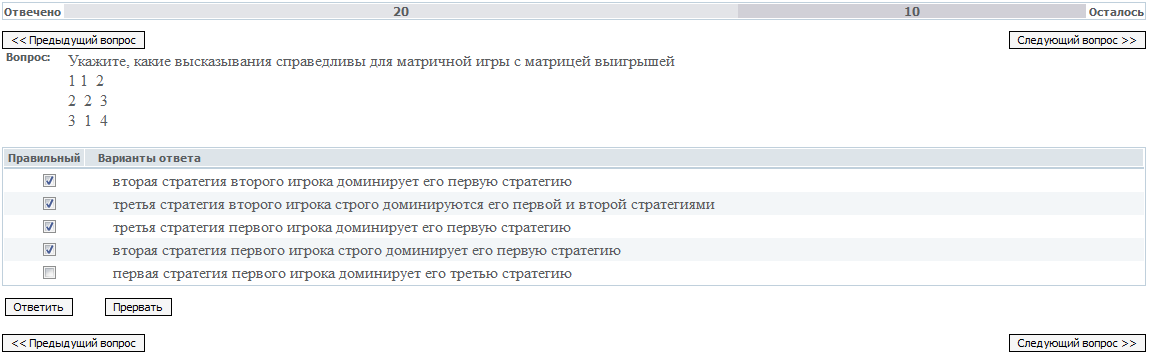 Отвечено 20 10 Осталось
<< Предыдущий вопрос Следующий вопрос >>
Вопрос: Укажите, какие высказывания справедливы для матричной игры с матрицей выигрышей
1 1 2
2 2 3
3 1 4
Правильный Варианты ответа
вторая стратегия второго игрока доминирует его первую стратегию
третья стратегия второго игрока строго доминируются его первой и второй стратегиями
третья стратегия первого игрока доминирует его первую стратегию
вторая стратегия первого игрока строго доминирует его первую стратегию
первая стратегия первого игрока доминирует его третью стратегию
Ответить Прервать
<< Предыдущий вопрос Следующий вопрос >>